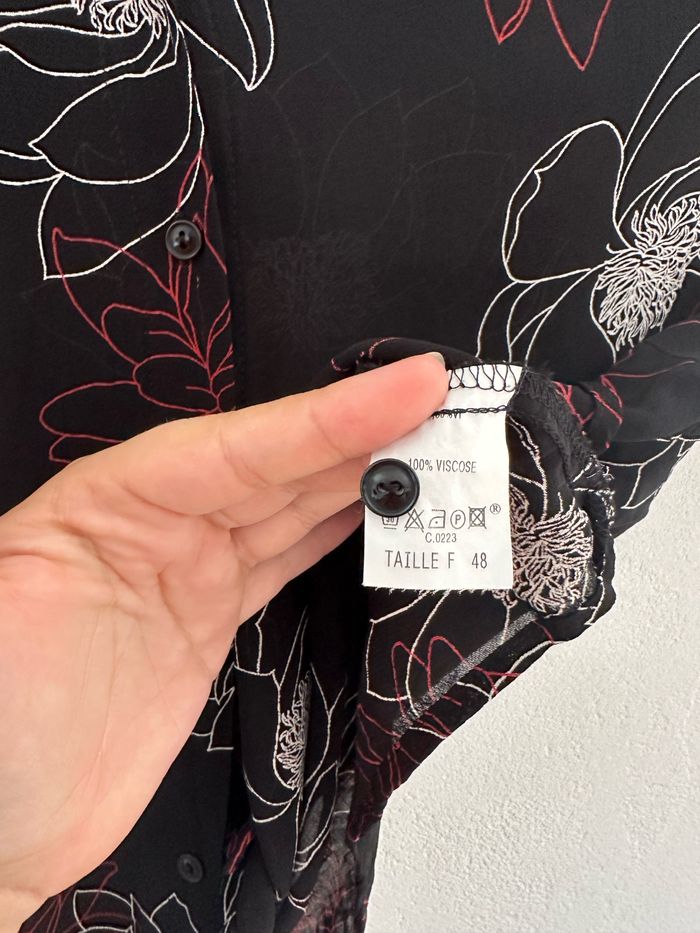 100% VISCOSE
®
C.0223
TAILLE F 48